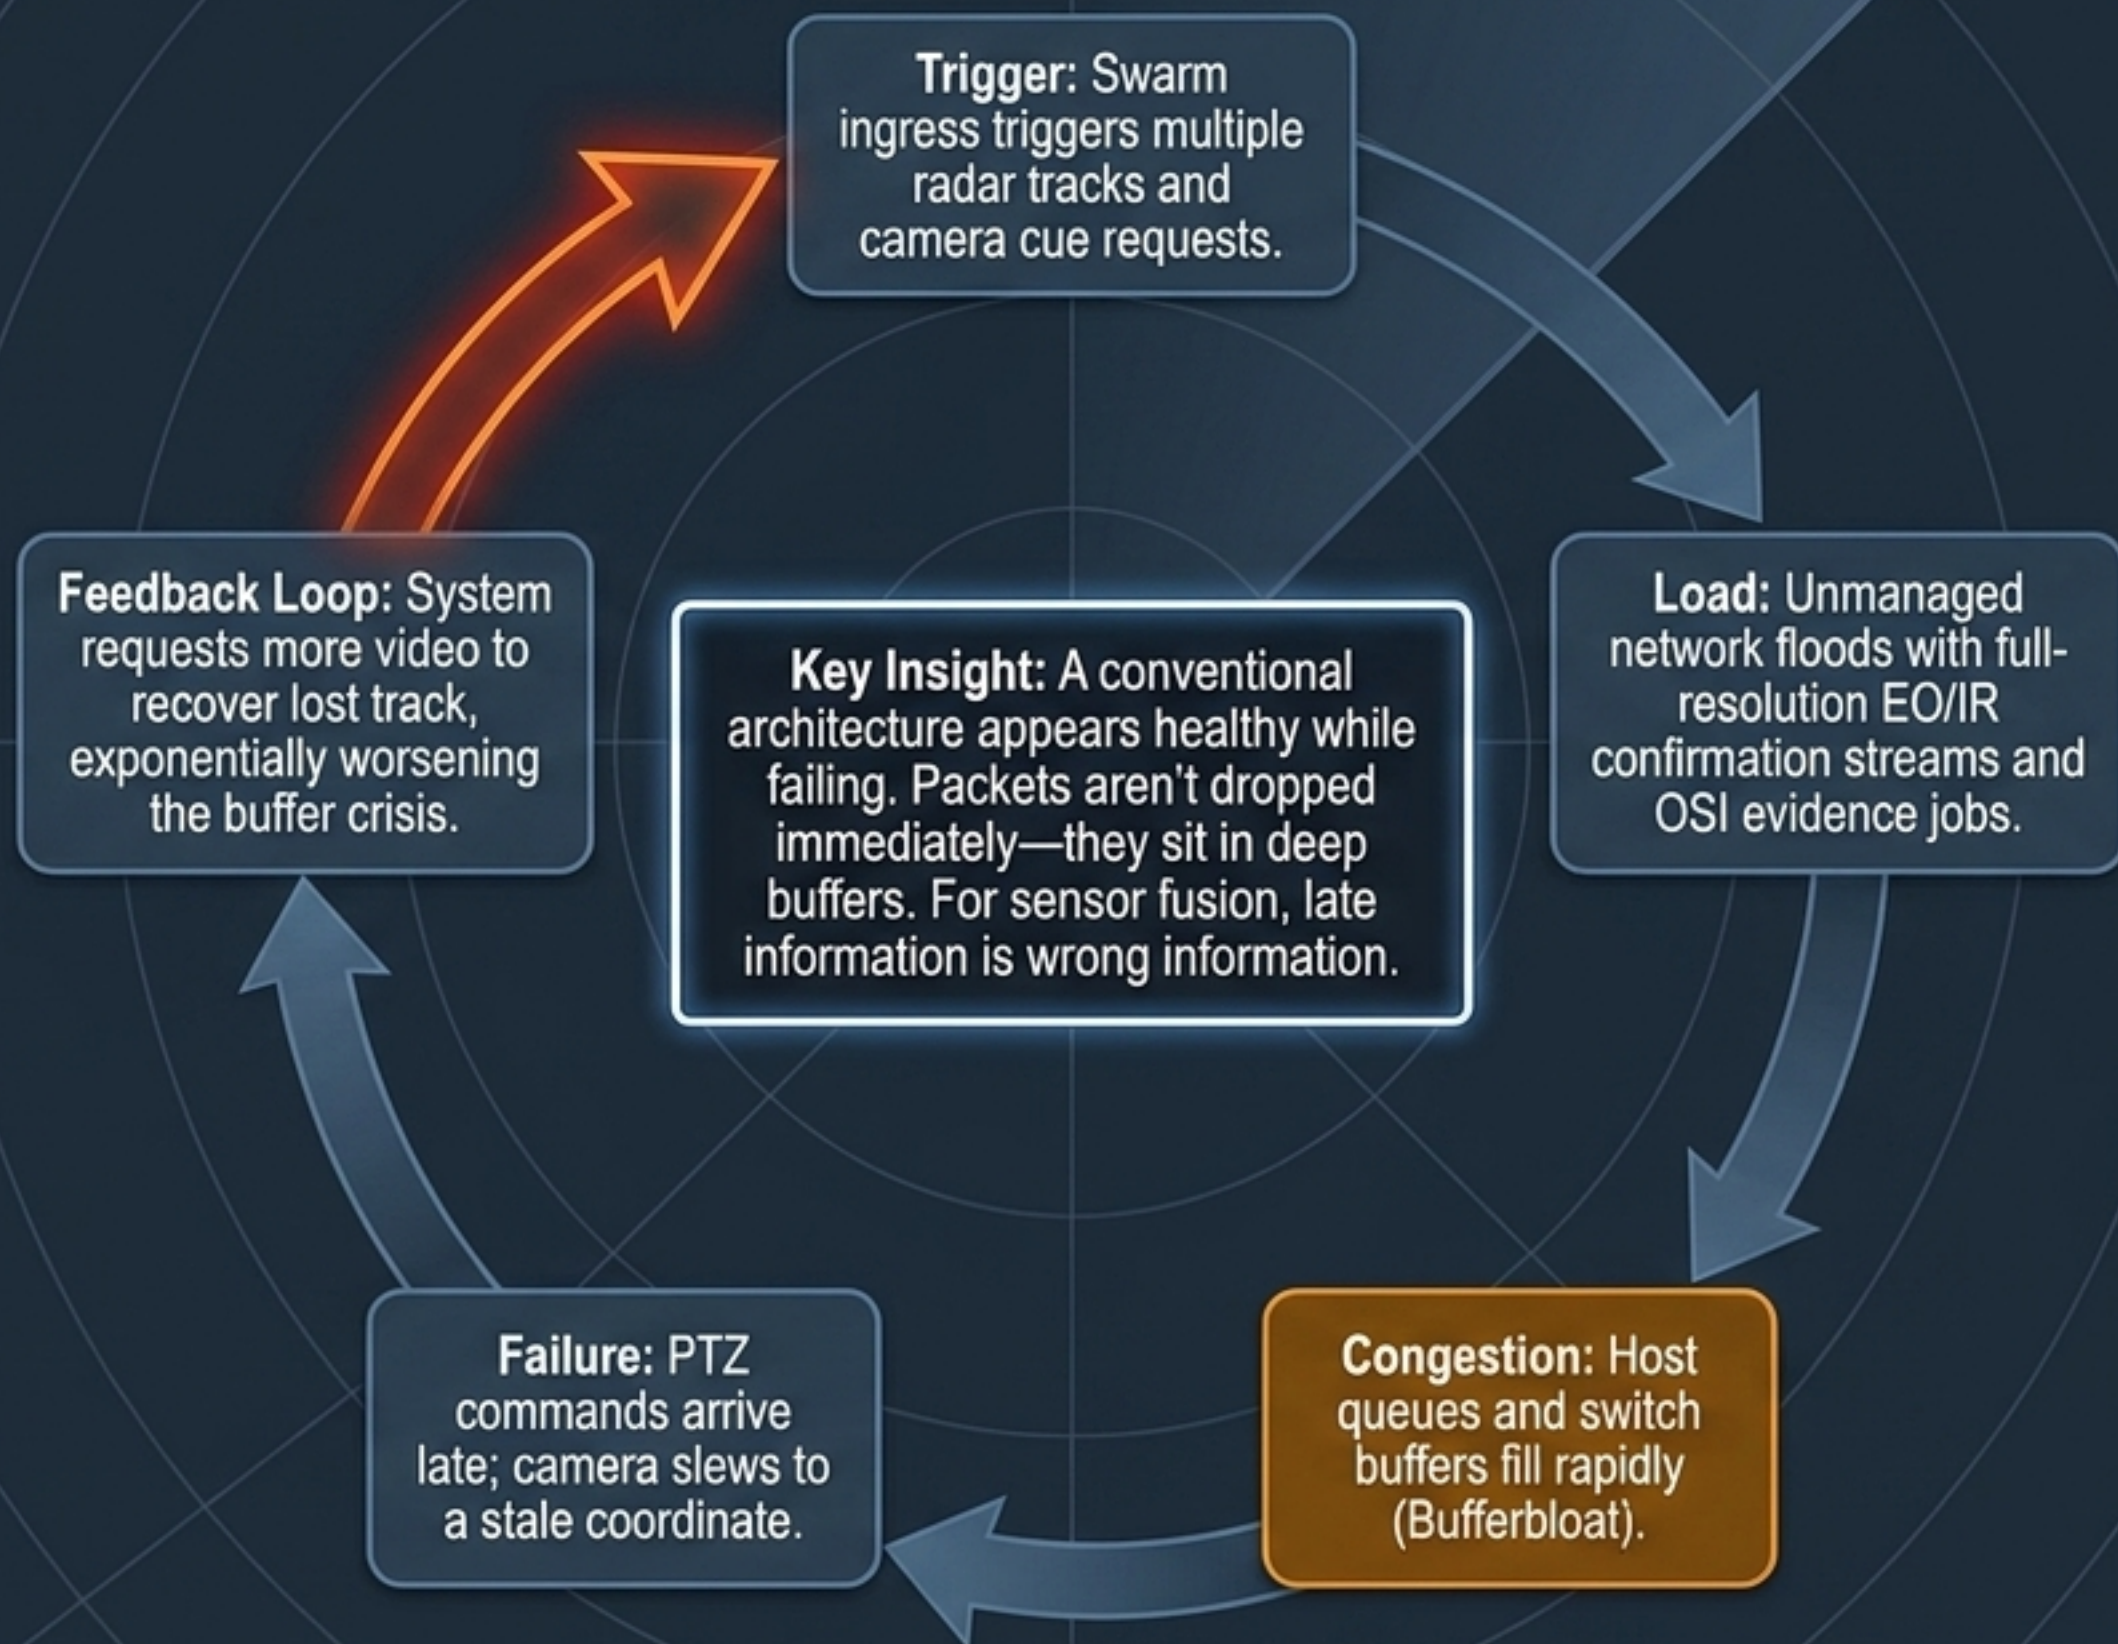 Trigger: Swarm
ingress triggers multiple
radar tracks and
camera cue requests.
Load: Unmanaged
network floods with full-
resolution EO/IR
confirmation streams and
OSI evidence jobs.
Congestion: Host
queues and switch
buffers fill rapidly
(Bufferbloat).
Failure: PTZ
commands arrive
late; camera slews to
a stale coordinate.
Feedback Loop: System
requests more video to
recover lost track,
exponentially worsening
the buffer crisis.
Key Insight: A conventional
architecture appears healthy while
failing. Packets aren't dropped
immediately—they sit in deep
buffers. For sensor fusion, late
information is wrong information.